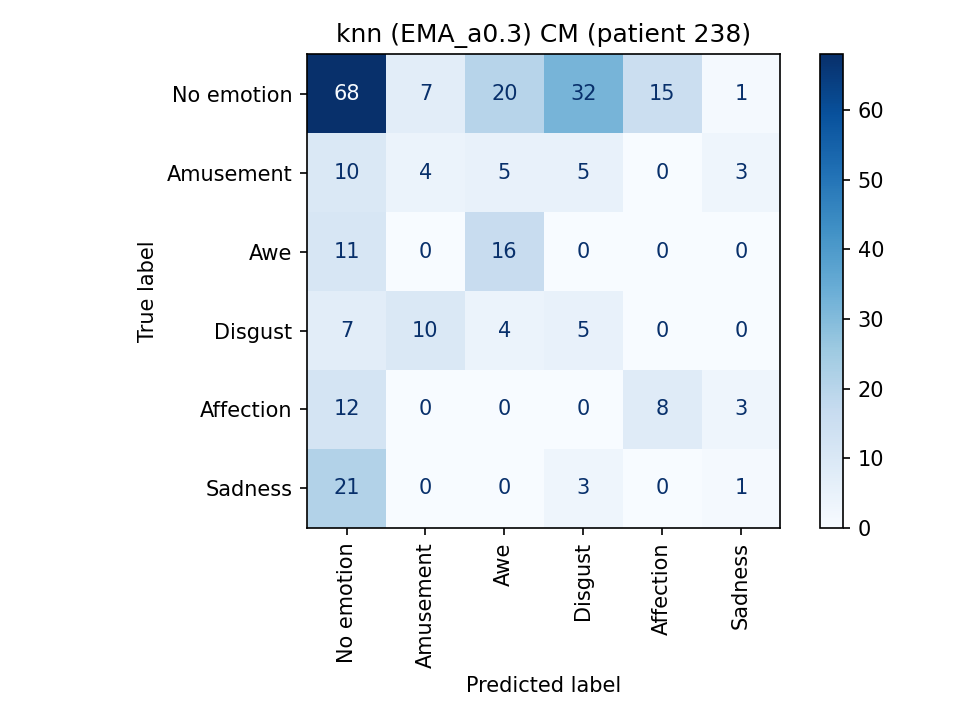 knn (EMA_a0.3) CM (patient 238)
True label
No emotion 68 7 20 32 15 1
Amusement 10 4 5 5 0 3
Awe 11 0 16 0 0 0
Disgust 7 10 4 5 0 0
Affection 12 0 0 0 8 3
Sadness 21 0 0 3 0 1
No emotion
Amusement
Awe
Disgust
Affection
Sadness
Predicted label
60
50
40
30
20
10
0